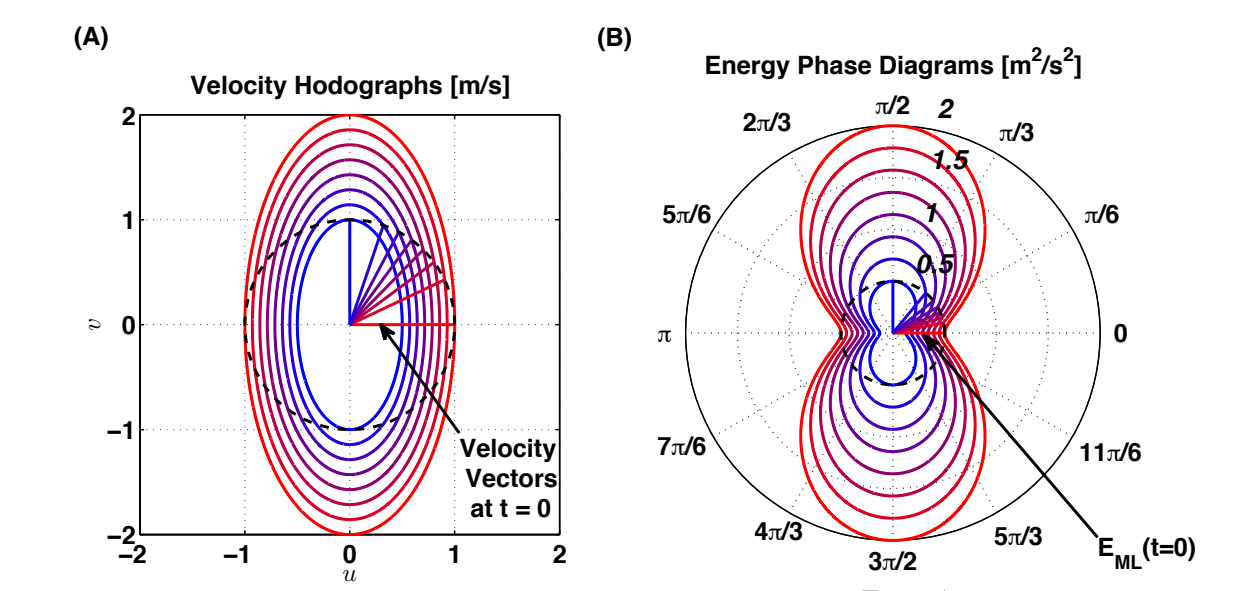 (A)
Velocity Hodographs [m/s]
2
1
0
−1
−2
−2
−1
0
1
2
v
u
Velocity
Vectors
at t = 0
(B)
Energy Phase Diagrams [m²/s²]
π/2
2
2π/3
π/3
1.5
5π/6
π/6
1
0.5
π
0
7π/6
11π/6
4π/3
5π/3
3π/2
E_ML(t=0)